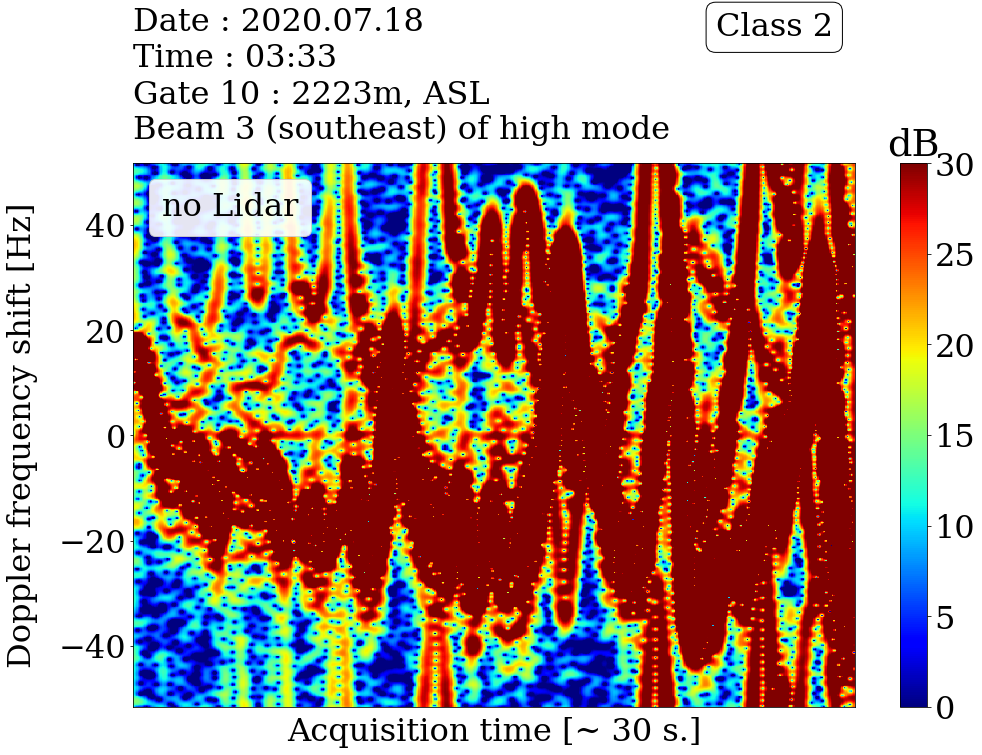 Date : 2020.07.18
Time : 03:33
Gate 10 : 2223m, ASL
Beam 3 (southeast) of high mode
Class 2
dB
no Lidar
Doppler frequency shift [Hz]
40
20
0
−20
−40
Acquisition time [~ 30 s.]
30
25
20
15
10
5
0